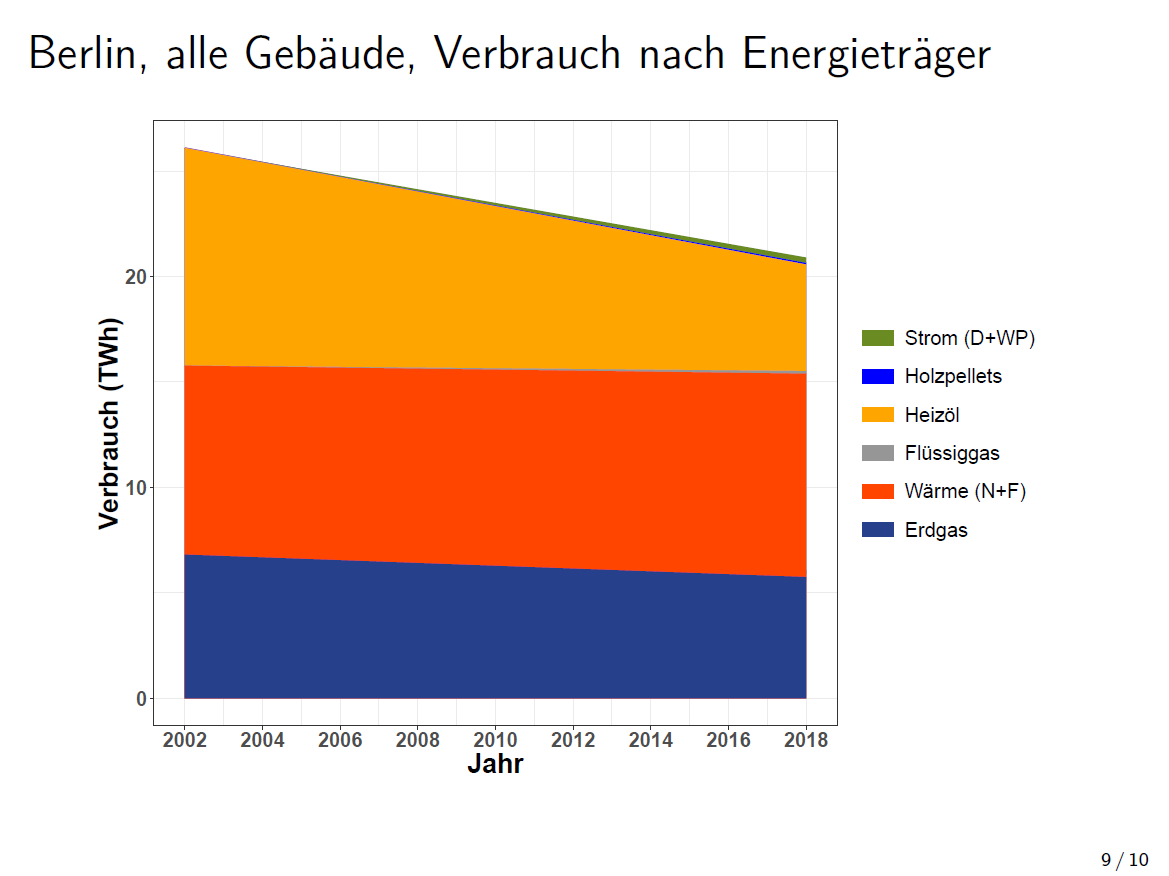 Berlin, alle Gebäude, Verbrauch nach Energieträger
20
10
0
Verbrauch (TWh)
2002 2004 2006 2008 2010 2012 2014 2016 2018
Jahr
Strom (D+WP)
Holzpellets
Heizöl
Flüssiggas
Wärme (N+F)
Erdgas
9 / 10